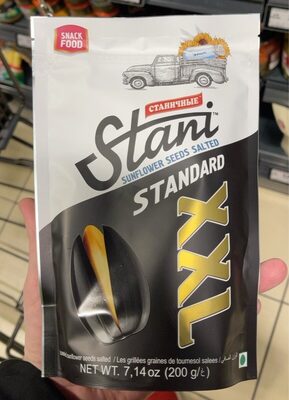 SNACK
FOOD
СТАНИЧНЫЕ
Stani™
SUNFLOWER SEEDS SALTED
STANDARD
XXL
sunflower seeds salted / Les grillées graines de tournesol salees /
NET WT. 7,14oz (200 g/غ)